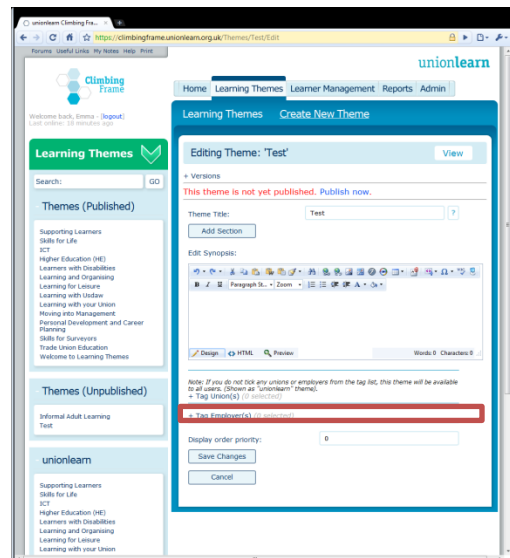 unionlearn Climbing Fra...
https://climbingframe.unionlearn.org.uk/Themes/Test/Edit
Forums Useful Links My Notes Help Print
unionlearn
Climbing
Frame
Home Learning Themes Learner Management Reports Admin
Welcome back, Emma - [logout]
Last online: 18 minutes ago
Learning Themes Create New Theme
Learning Themes
Editing Theme: 'Test' View
+ Versions
Search: GO
This theme is not yet published. Publish now.
Themes (Published)
Theme Title: Test ?
Add Section
Supporting Learners
Skills for Life
ICT
Higher Education (HE)
Learners with Disabilities
Learning and Organising
Learning for Leisure
Learning with Usdaw
Learning with your Union
Moving into Management
Personal Development and Career
Planning
Skills for Surveyors
Trade Union Education
Welcome to Learning Themes
Edit Synopsis:
B I U Paragraph St... Zoom
Design HTML Preview Words: 0 Characters: 0
Themes (Unpublished)
Informal Adult Learning
Test
Note: If you do not tick any unions or employers from the tag list, this theme will be available
to all users. (Shown as "unionlearn" theme).
+ Tag Union(s) (0 selected)
+ Tag Employer(s) (0 selected)
Display order priority: 0
Save Changes
Cancel
unionlearn
Supporting Learners
Skills for Life
ICT
Higher Education (HE)
Learners with Disabilities
Learning and Organising
Learning for Leisure
Learning with your Union